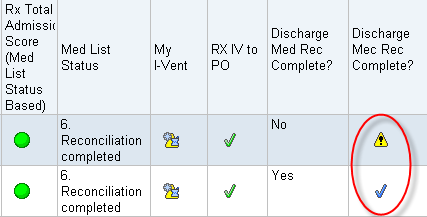 Rx Total
Admissio
Score
(Med
List
Status
Based)
Med List
Status
My
I-Vent
RX IV to
PO
Discharge
Med Rec
Complete?
Discharge
Mec Rec
Complete?
6.
Reconciliation
completed
No
6.
Reconciliation
completed
Yes